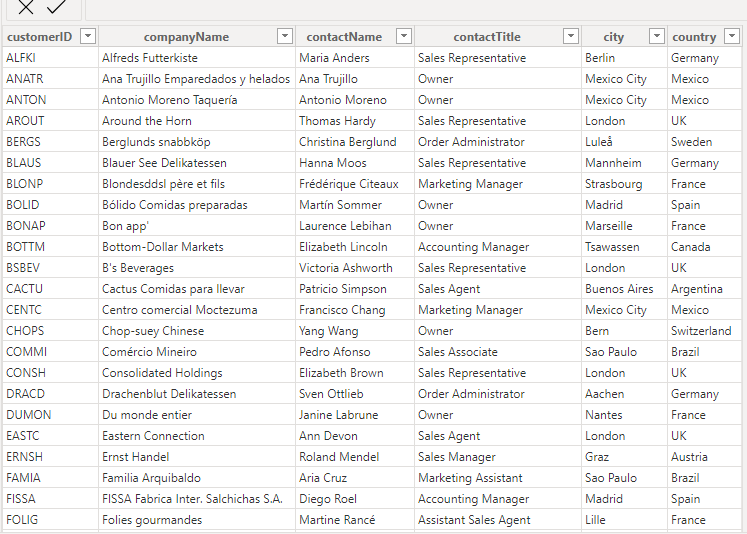 customerID companyName contactName contactTitle city country
ALFKI Alfreds Futterkiste Maria Anders Sales Representative Berlin Germany
ANATR Ana Trujillo Emparedados y helados Ana Trujillo Owner Mexico City Mexico
ANTON Antonio Moreno Taquería Antonio Moreno Owner Mexico City Mexico
AROUT Around the Horn Thomas Hardy Sales Representative London UK
BERGS Berglunds snabbköp Christina Berglund Order Administrator Luleå Sweden
BLAUS Blauer See Delikatessen Hanna Moos Sales Representative Mannheim Germany
BLONP Blondesddsl père et fils Frédérique Citeaux Marketing Manager Strasbourg France
BOLID Bólido Comidas preparadas Martín Sommer Owner Madrid Spain
BONAP Bon app' Laurence Lebihan Owner Marseille France
BOTTM Bottom-Dollar Markets Elizabeth Lincoln Accounting Manager Tsawassen Canada
BSBEV B's Beverages Victoria Ashworth Sales Representative London UK
CACTU Cactus Comidas para llevar Patricio Simpson Sales Agent Buenos Aires Argentina
CENTC Centro comercial Moctezuma Francisco Chang Marketing Manager Mexico City Mexico
CHOPS Chop-suey Chinese Yang Wang Owner Bern Switzerland
COMMI Comércio Mineiro Pedro Afonso Sales Associate Sao Paulo Brazil
CONSH Consolidated Holdings Elizabeth Brown Sales Representative London UK
DRACD Drachenblut Delikatessen Sven Ottlieb Order Administrator Aachen Germany
DUMON Du monde entier Janine Labrune Owner Nantes France
EASTC Eastern Connection Ann Devon Sales Agent London UK
ERNSH Ernst Handel Roland Mendel Sales Manager Graz Austria
FAMIA Familia Arquibaldo Aria Cruz Marketing Assistant Sao Paulo Brazil
FISSA FISSA Fabrica Inter. Salchichas S.A. Diego Roel Accounting Manager Madrid Spain
FOLIG Folies gourmandes Martine Rancé Assistant Sales Agent Lille France